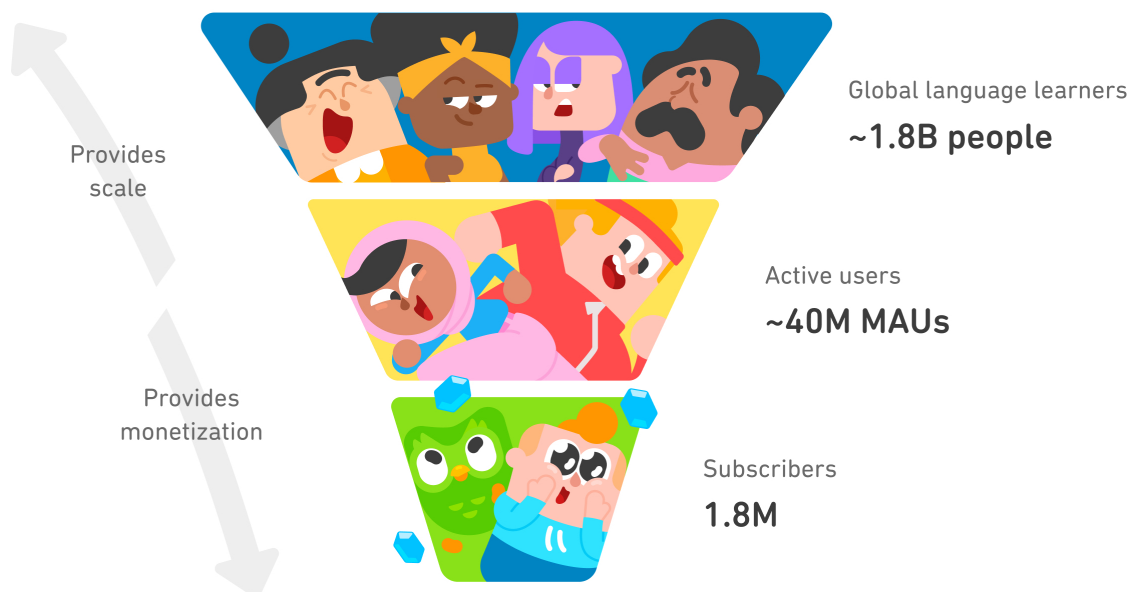 Global language learners
~1.8B people
Provides
scale
Active users
~40M MAUs
Provides
monetization
Subscribers
1.8M